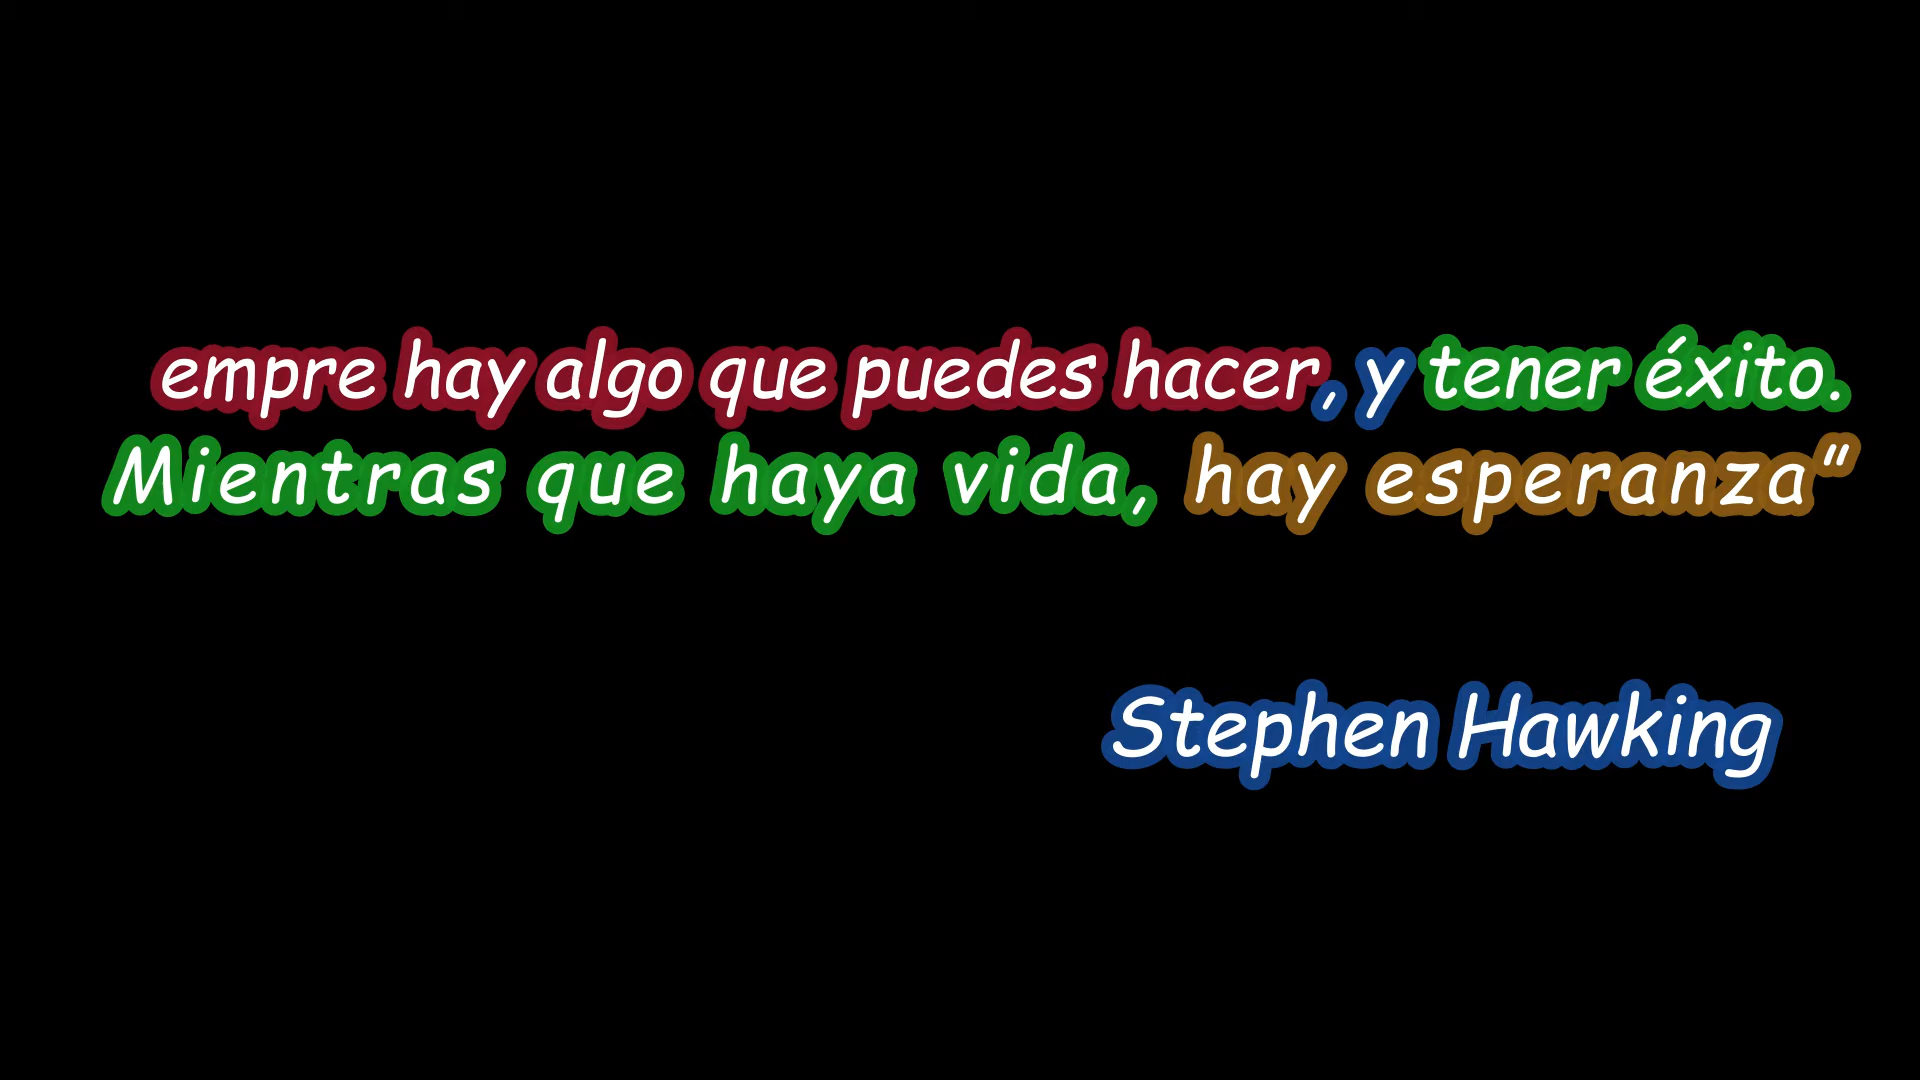 empre hay algo que puedes hacer, y tener éxito.
Mientras que haya vida, hay esperanza”
Stephen Hawking